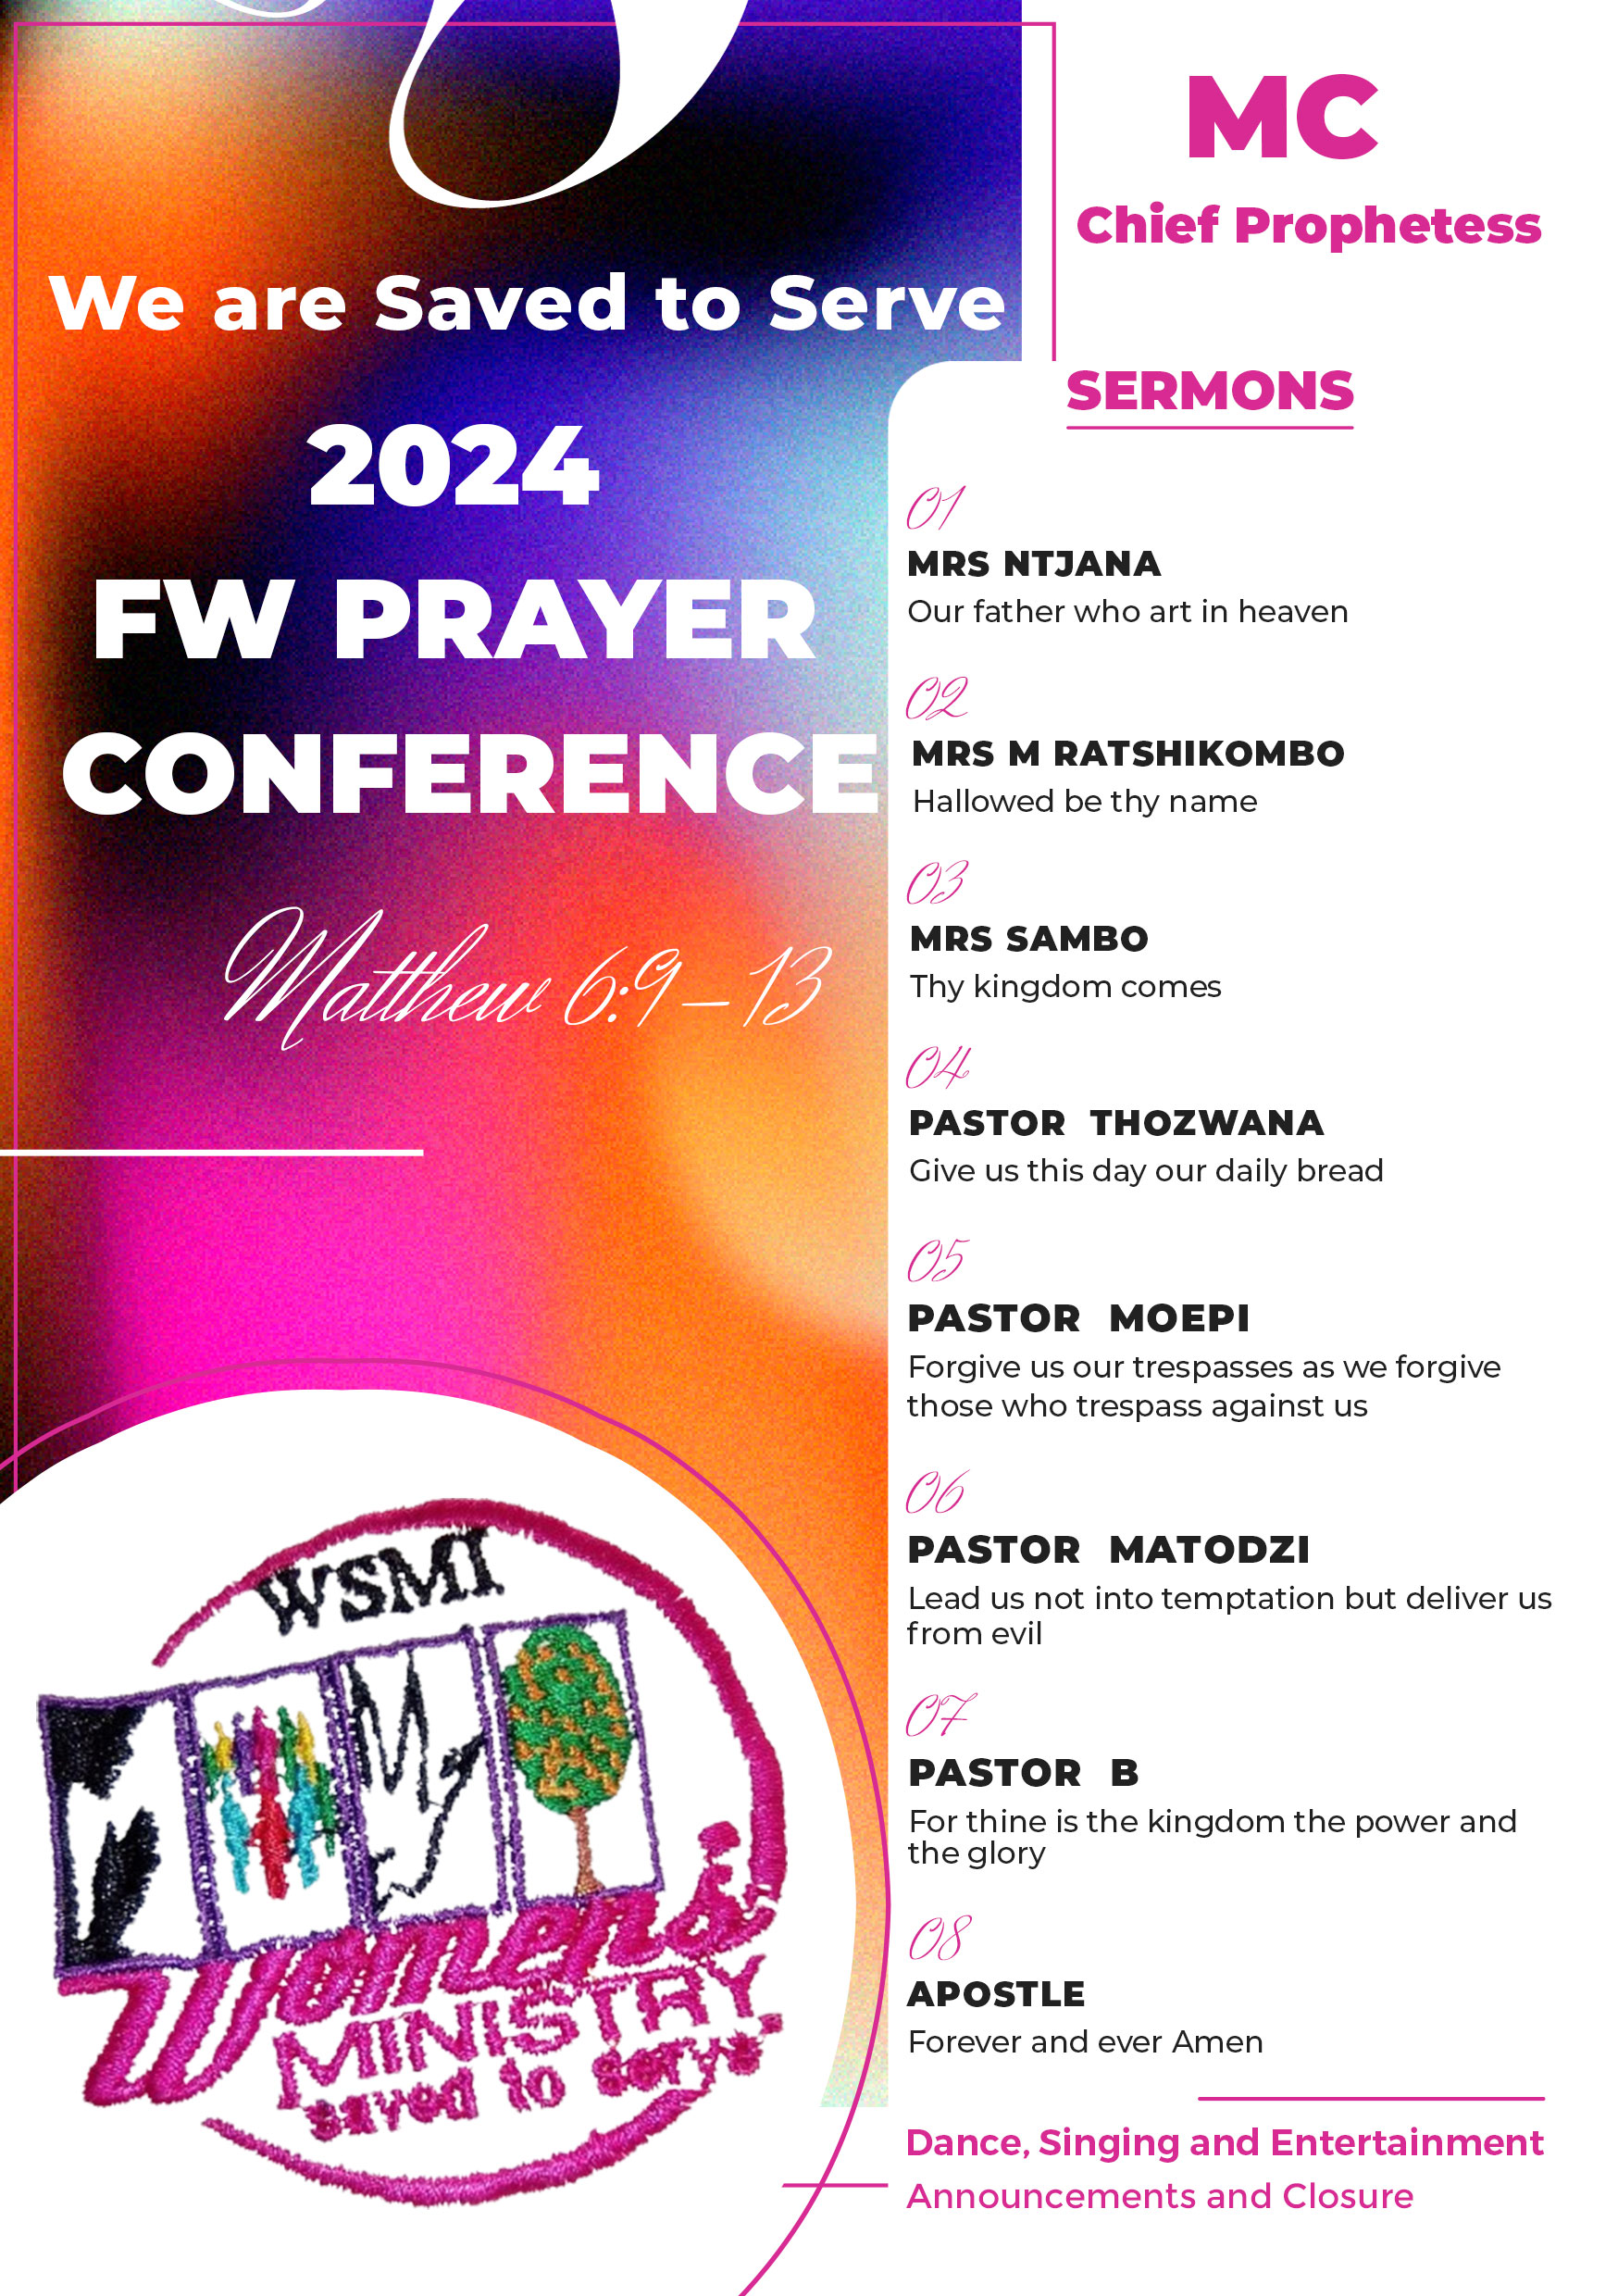 We are Saved to Serve
2024
FW PRAYER
CONFERENCE
Matthew 6:9-13
WSMI
Womens'
MINISTRY
saved to serve
MC
Chief Prophetess
SERMONS
01
MRS NTJANA
Our father who art in heaven
02
MRS M RATSHIKOMBO
Hallowed be thy name
03
MRS SAMBO
Thy kingdom comes
04
PASTOR THOZWANA
Give us this day our daily bread
05
PASTOR MOEPI
Forgive us our trespasses as we forgive
those who trespass against us
06
PASTOR MATODZI
Lead us not into temptation but deliver us
from evil
07
PASTOR B
For thine is the kingdom the power and
the glory
08
APOSTLE
Forever and ever Amen
Dance, Singing and Entertainment
Announcements and Closure